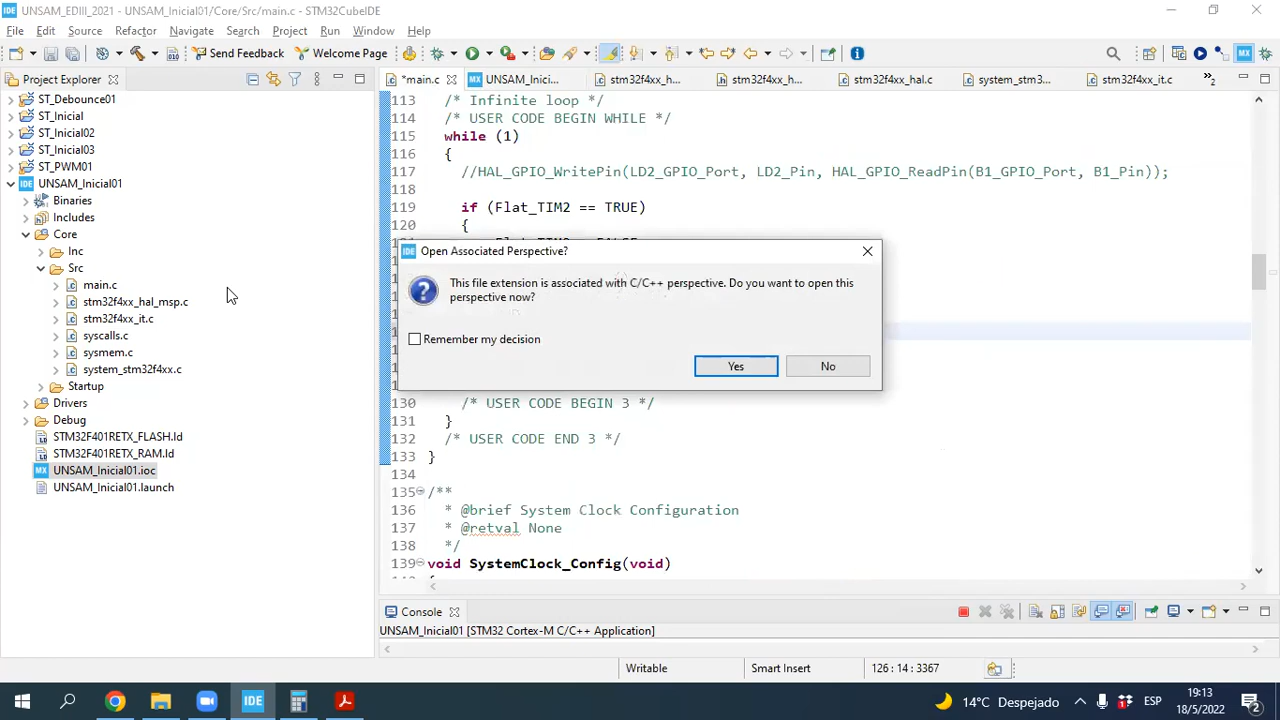 UNSAM_EDIII_2021 - UNSAM_Inicial01/Core/Src/main.c - STM32CubeIDE
File Edit Source Refactor Navigate Search Project Run Window Help
Send Feedback Welcome Page
Project Explorer
*main.c UNSAM_Inici... stm32f4xx_h... stm32f4xx_h... stm32f4xx_hal.c system_stm3... stm32f4xx_it.c »2
ST_Debounce01
ST_Inicial
ST_Inicial02
ST_Inicial03
ST_PWM01
UNSAM_Inicial01
Binaries
Includes
Core
Inc
Src
main.c
stm32f4xx_hal_msp.c
stm32f4xx_it.c
syscalls.c
sysmem.c
system_stm32f4xx.c
Startup
Drivers
Debug
STM32F401RETX_FLASH.ld
STM32F401RETX_RAM.ld
UNSAM_Inicial01.ioc
UNSAM_Inicial01.launch
113 /* Infinite loop */
114 /* USER CODE BEGIN WHILE */
115 while (1)
116 {
117 //HAL_GPIO_WritePin(LD2_GPIO_Port, LD2_Pin, HAL_GPIO_ReadPin(B1_GPIO_Port, B1_Pin));
118
119 if (Flat_TIM2 == TRUE)
120 {
Open Associated Perspective?
This file extension is associated with C/C++ perspective. Do you want to open this
perspective now?
Remember my decision
Yes No
130 /* USER CODE BEGIN 3 */
131 }
132 /* USER CODE END 3 */
133 }
134
135 /**
136 * @brief System Clock Configuration
137 * @retval None
138 */
139 void SystemClock_Config(void)
Console
UNSAM_Inicial01 [STM32 Cortex-M C/C++ Application]
Writable Smart Insert 126 : 14 : 3367
14°C Despejado ESP 19:13
18/5/2022